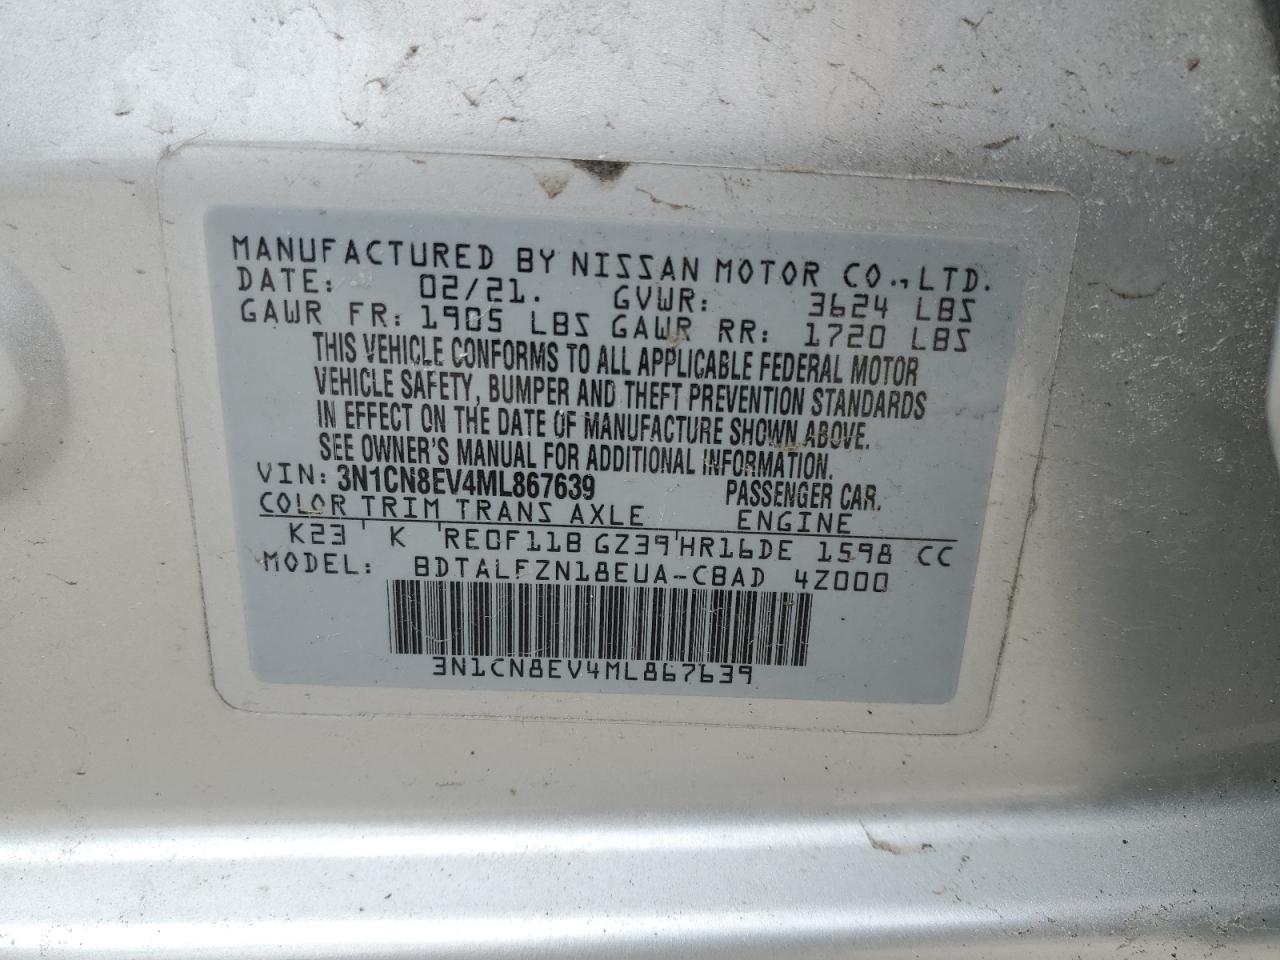 MANUFACTURED BY NISSAN MOTOR CO.,LTD.
DATE: 02/21. GVWR: 3624 LBS
GAWR FR: 1905 LBS GAWR RR: 1720 LBS
THIS VEHICLE CONFORMS TO ALL APPLICABLE FEDERAL MOTOR
VEHICLE SAFETY, BUMPER AND THEFT PREVENTION STANDARDS
IN EFFECT ON THE DATE OF MANUFACTURE SHOWN ABOVE.
SEE OWNER'S MANUAL FOR ADDITIONAL INFORMATION.
VIN: 3N1CN8EV4ML867639 PASSENGER CAR.
COLOR TRIM TRANS AXLE ENGINE
K23 K RE0F11B GZ39 HR16DE 1598 CC
MODEL: BDTALFZN18EUA-CBAD 4Z000
3N1CN8EV4ML867639